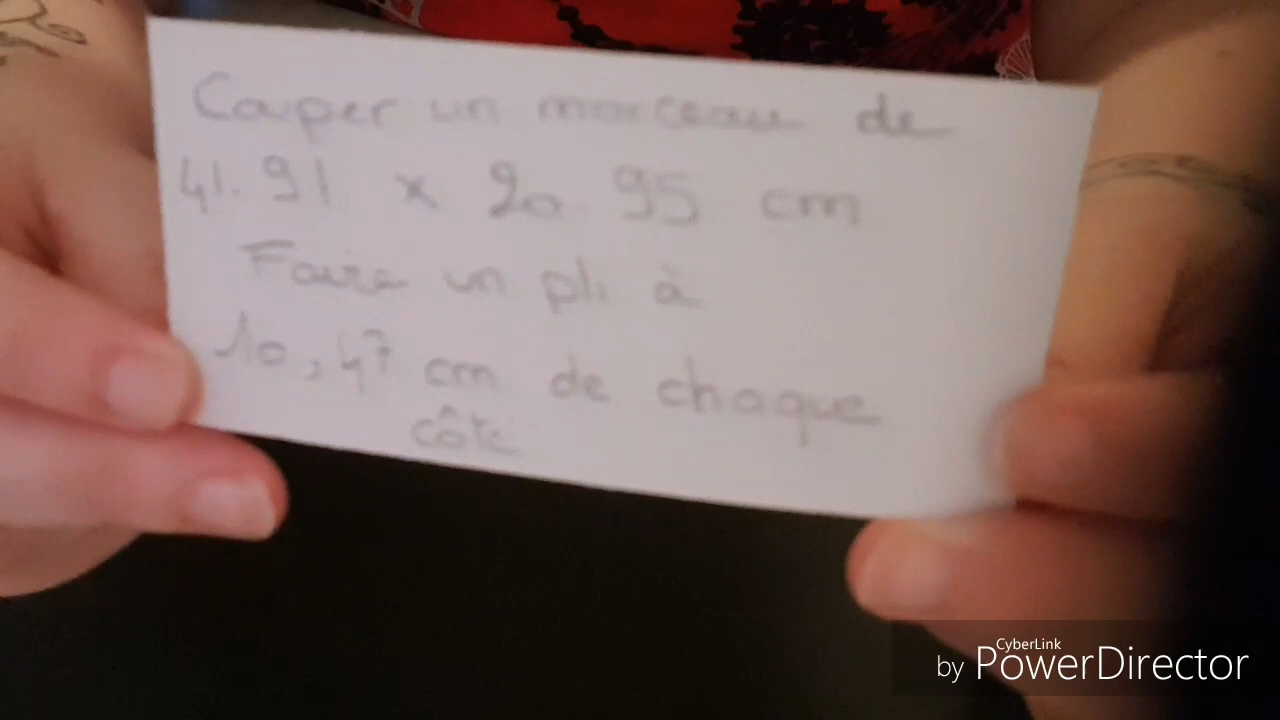 Couper un morceau de
41.91 x 20.95 cm
Faire un pli à
10,47 cm de chaque
côte
CyberLink
by PowerDirector